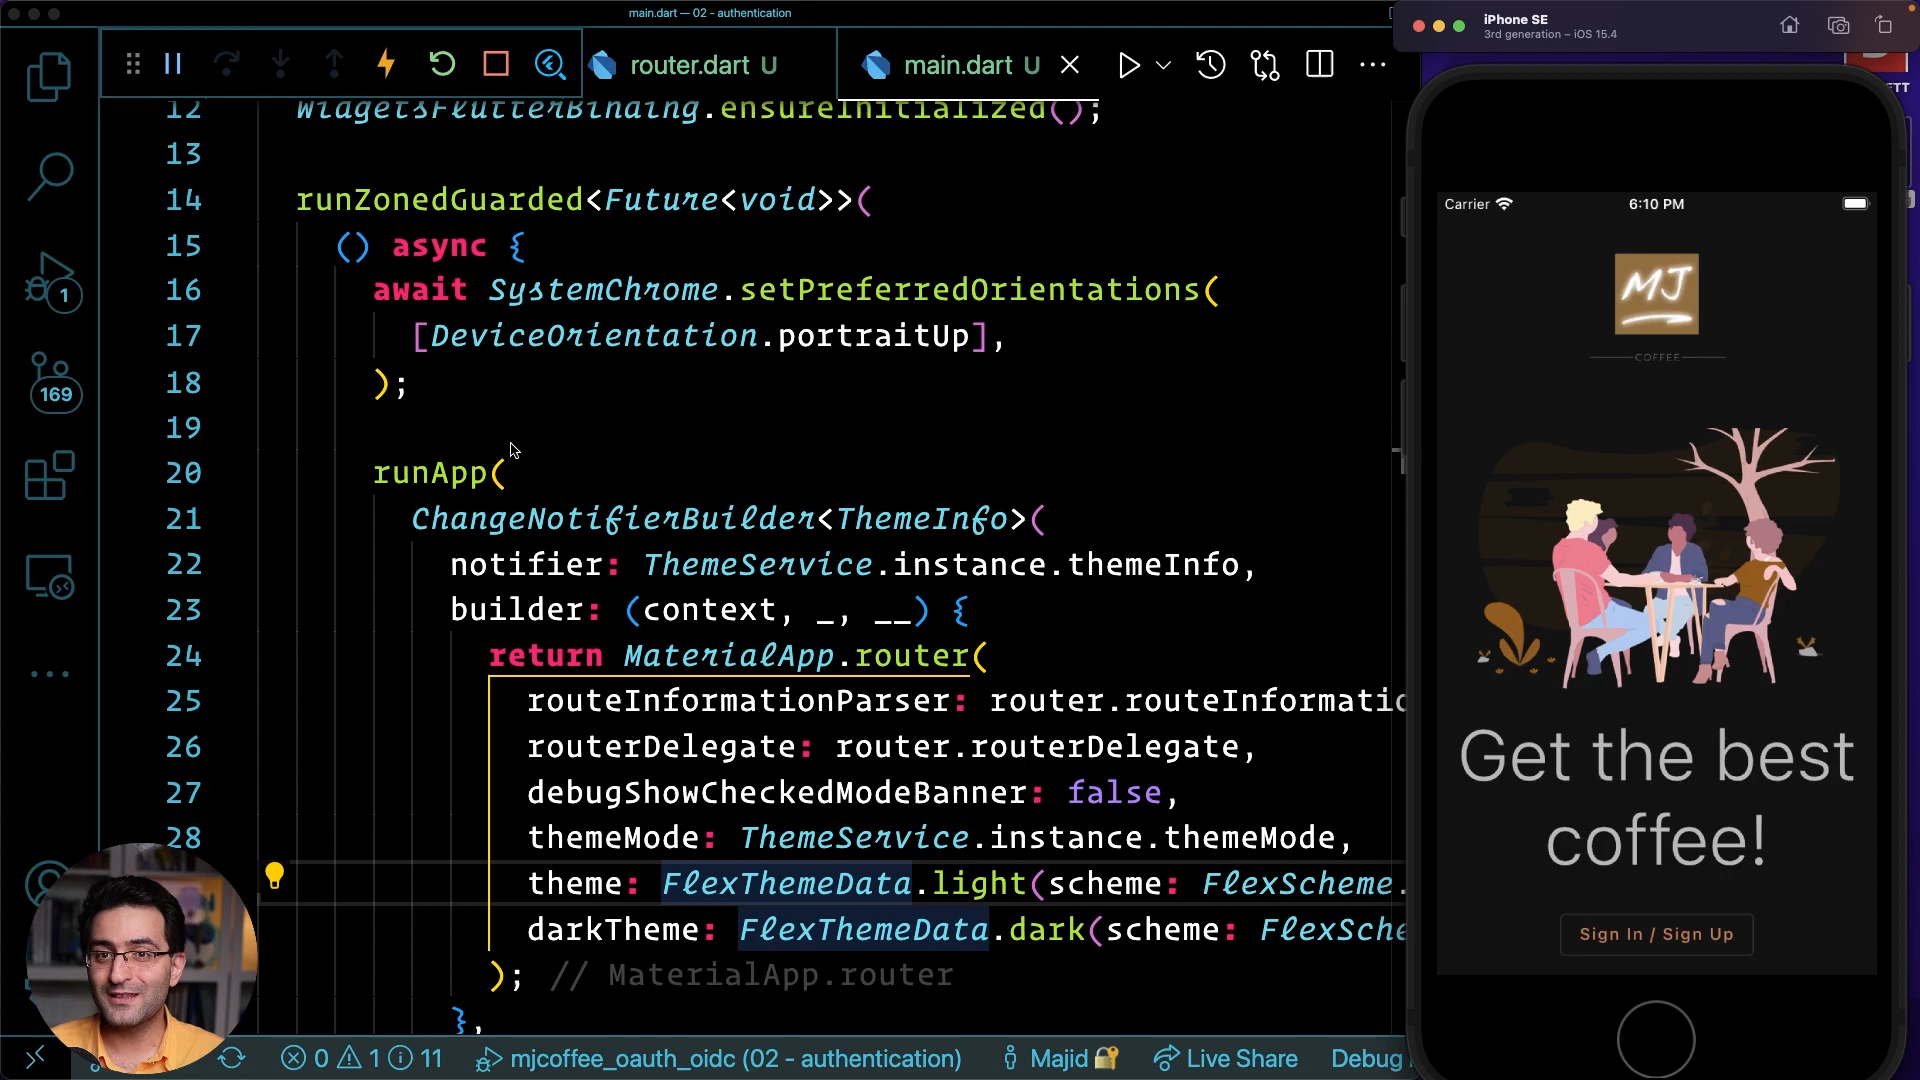 main.dart — 02 - authentication
router.dart U
main.dart U
12 WidgetsFlutterBinding.ensureInitialized();
13
14 runZonedGuarded<Future<void>>(
15 () async {
16 await SystemChrome.setPreferredOrientations(
17 [DeviceOrientation.portraitUp],
18 );
19
20 runApp(
21 ChangeNotifierBuilder<ThemeInfo>(
22 notifier: ThemeService.instance.themeInfo,
23 builder: (context, _, __) {
24 return MaterialApp.router(
25 routeInformationParser: router.routeInformatio
26 routerDelegate: router.routerDelegate,
27 debugShowCheckedModeBanner: false,
28 themeMode: ThemeService.instance.themeMode,
theme: FlexThemeData.light(scheme: FlexScheme.
darkTheme: FlexThemeData.dark(scheme: FlexSche
); // MaterialApp.router
},
1
169
0 1 11 mjcoffee_oauth_oidc (02 - authentication) Majid 🔐 Live Share Debug
iPhone SE
3rd generation – iOS 15.4
TT
Carrier 6:10 PM
MJ
COFFEE
Get the best
coffee!
Sign In / Sign Up